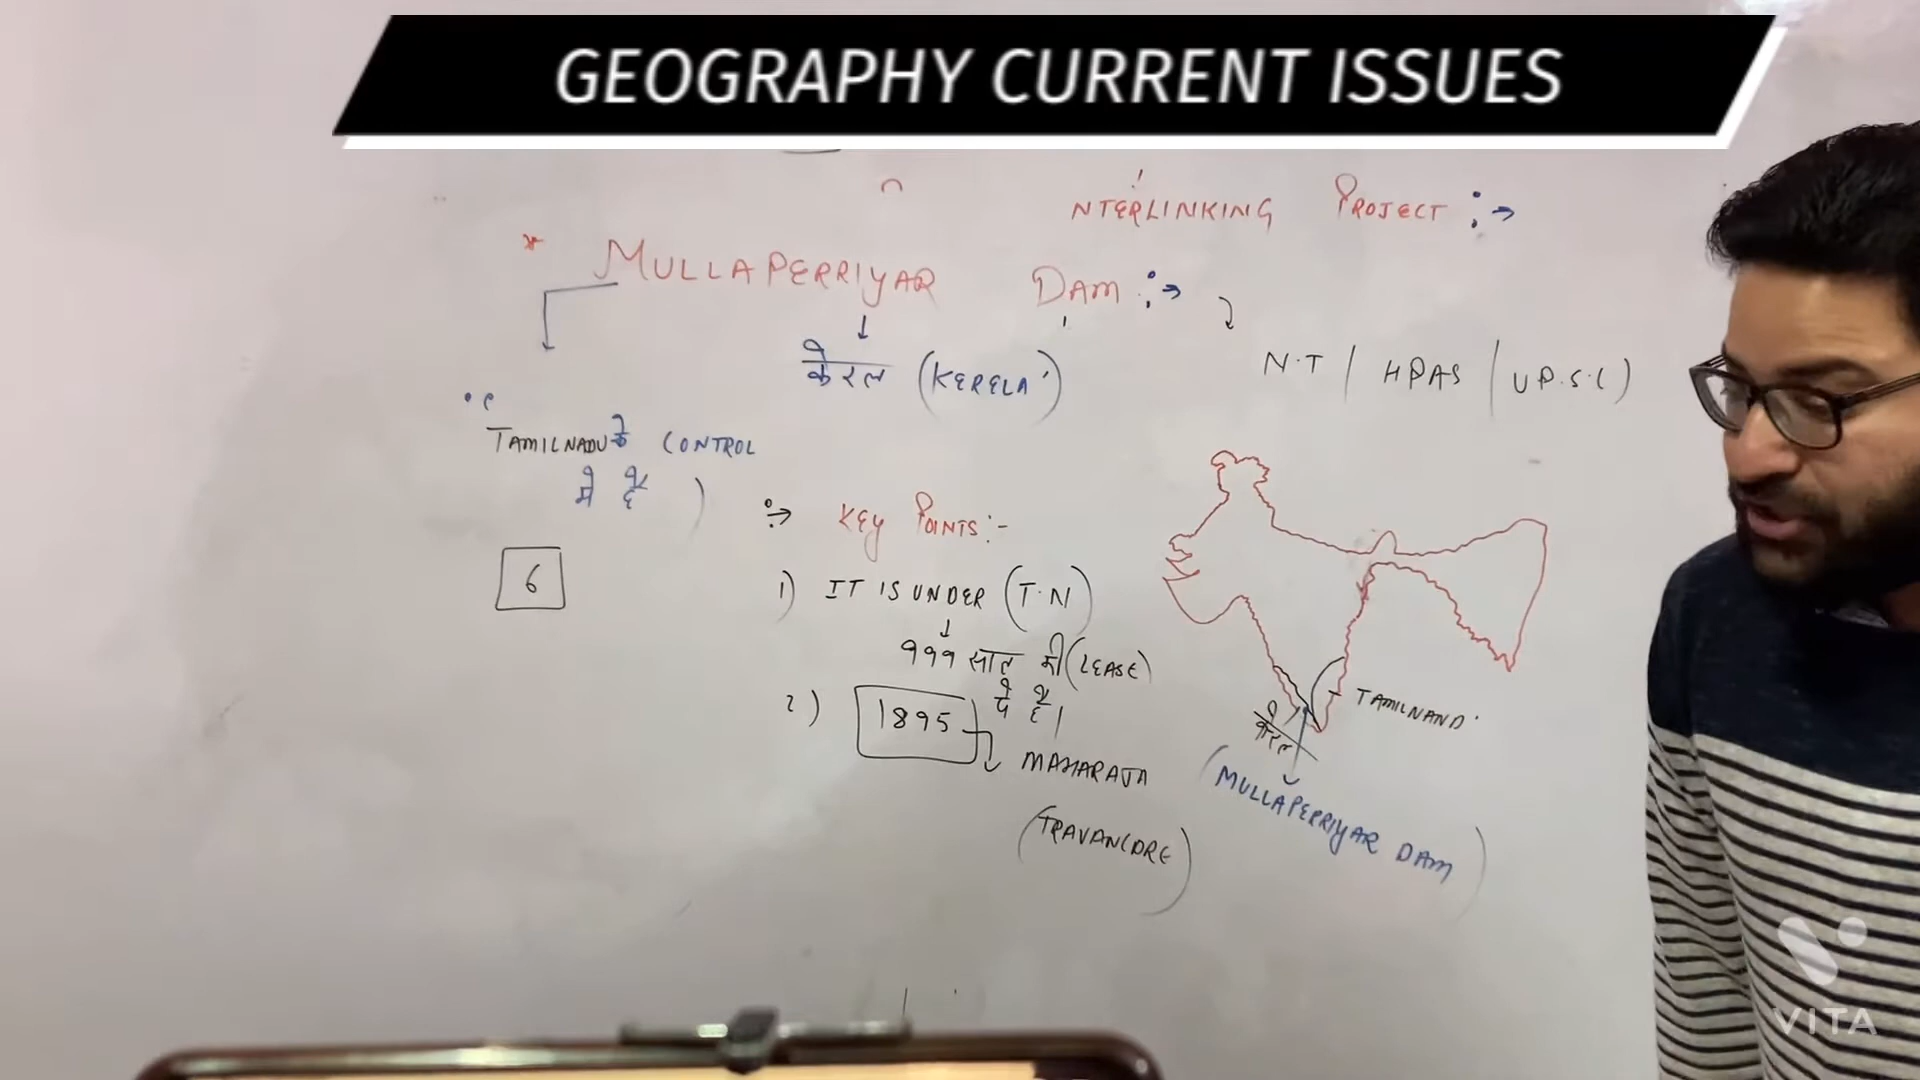 GEOGRAPHY CURRENT ISSUES
NTERLINKING PROJECT :→
* MULLAPERRIYAR DAM :→
केरल (KERELA')
N.T / HPAS / U P.S.C)
TAMILNADU के CONTROL
में है )
:→ KEY POINTS:-
6
1) IT IS UNDER (T.N)
999 साल की (LEASE)
पे है।
2) 1895
MAHARAJA
(TRAVANCORE)
TAMILNAND
केरल
(MULLAPERRIYAR DAM)
VITA